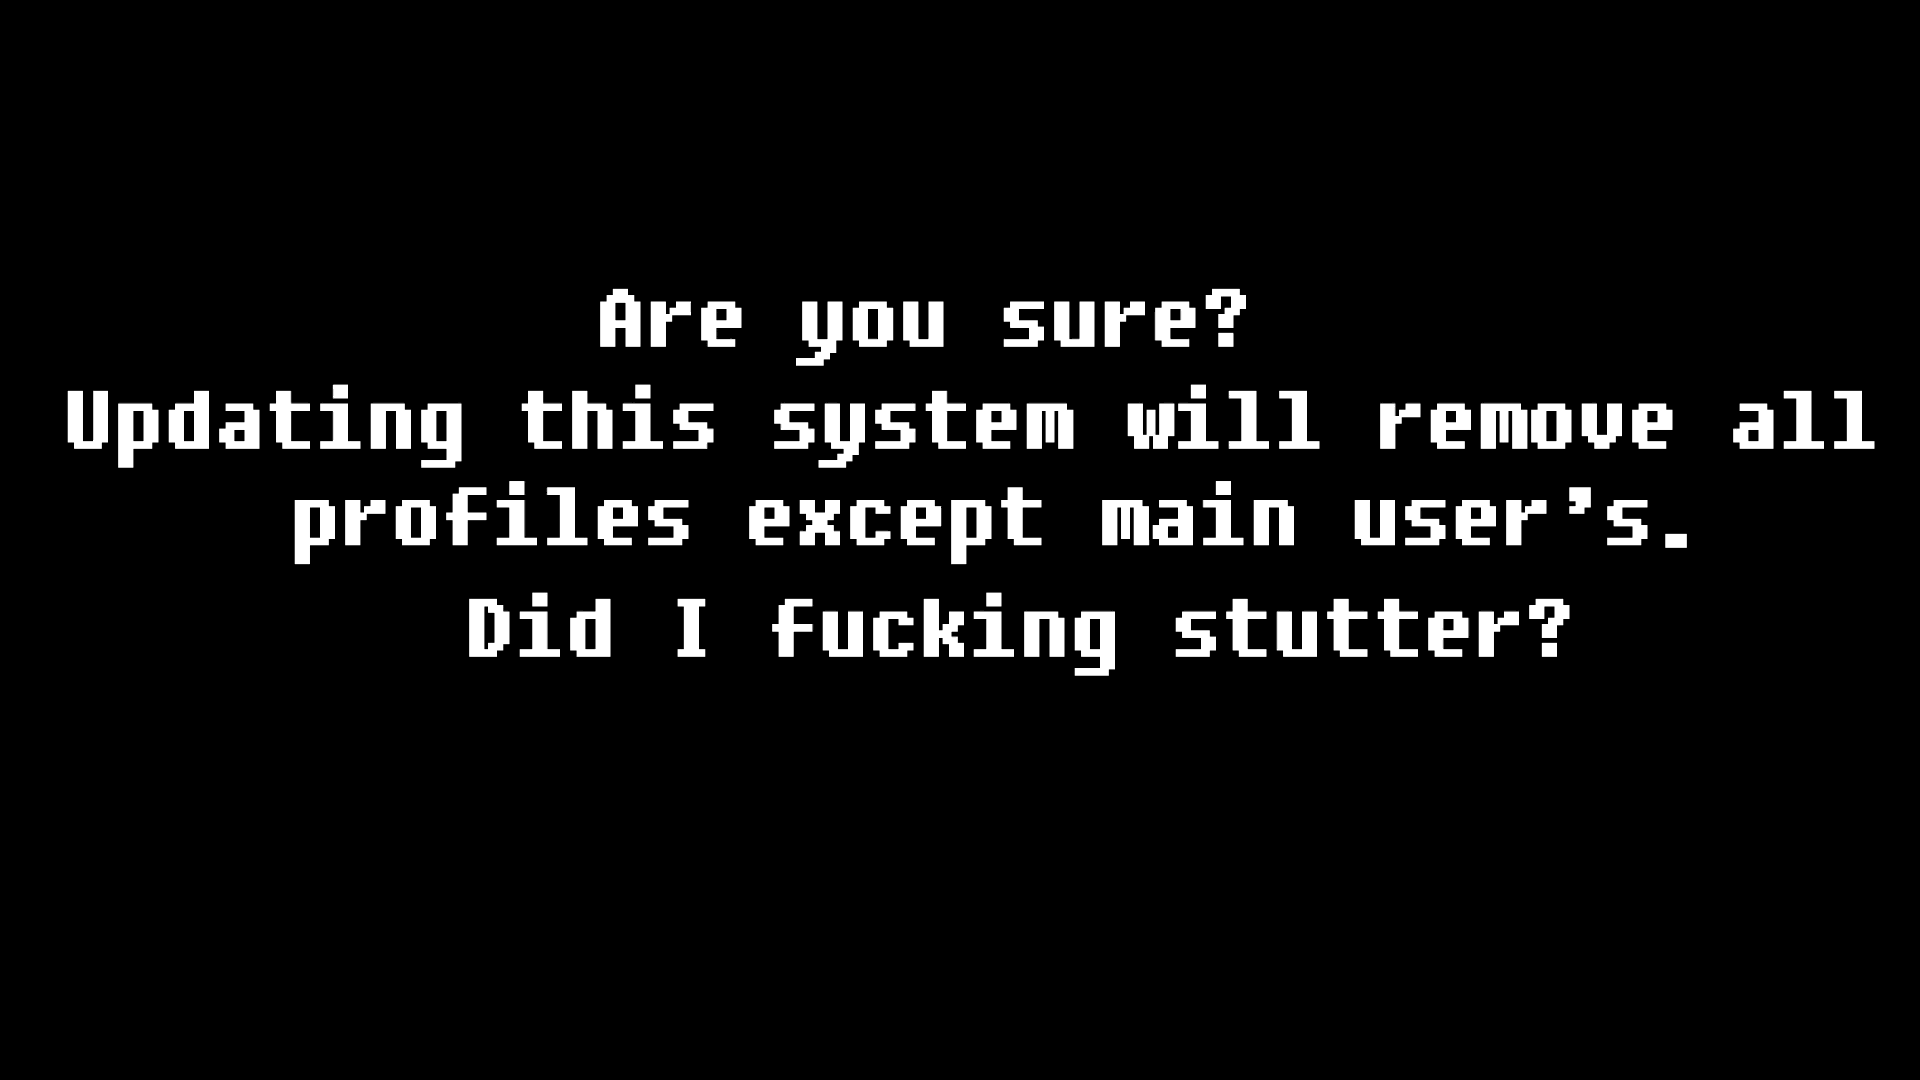 Are you sure?
Updating this system will remove all
profiles except main user's.
Did I fucking stutter?